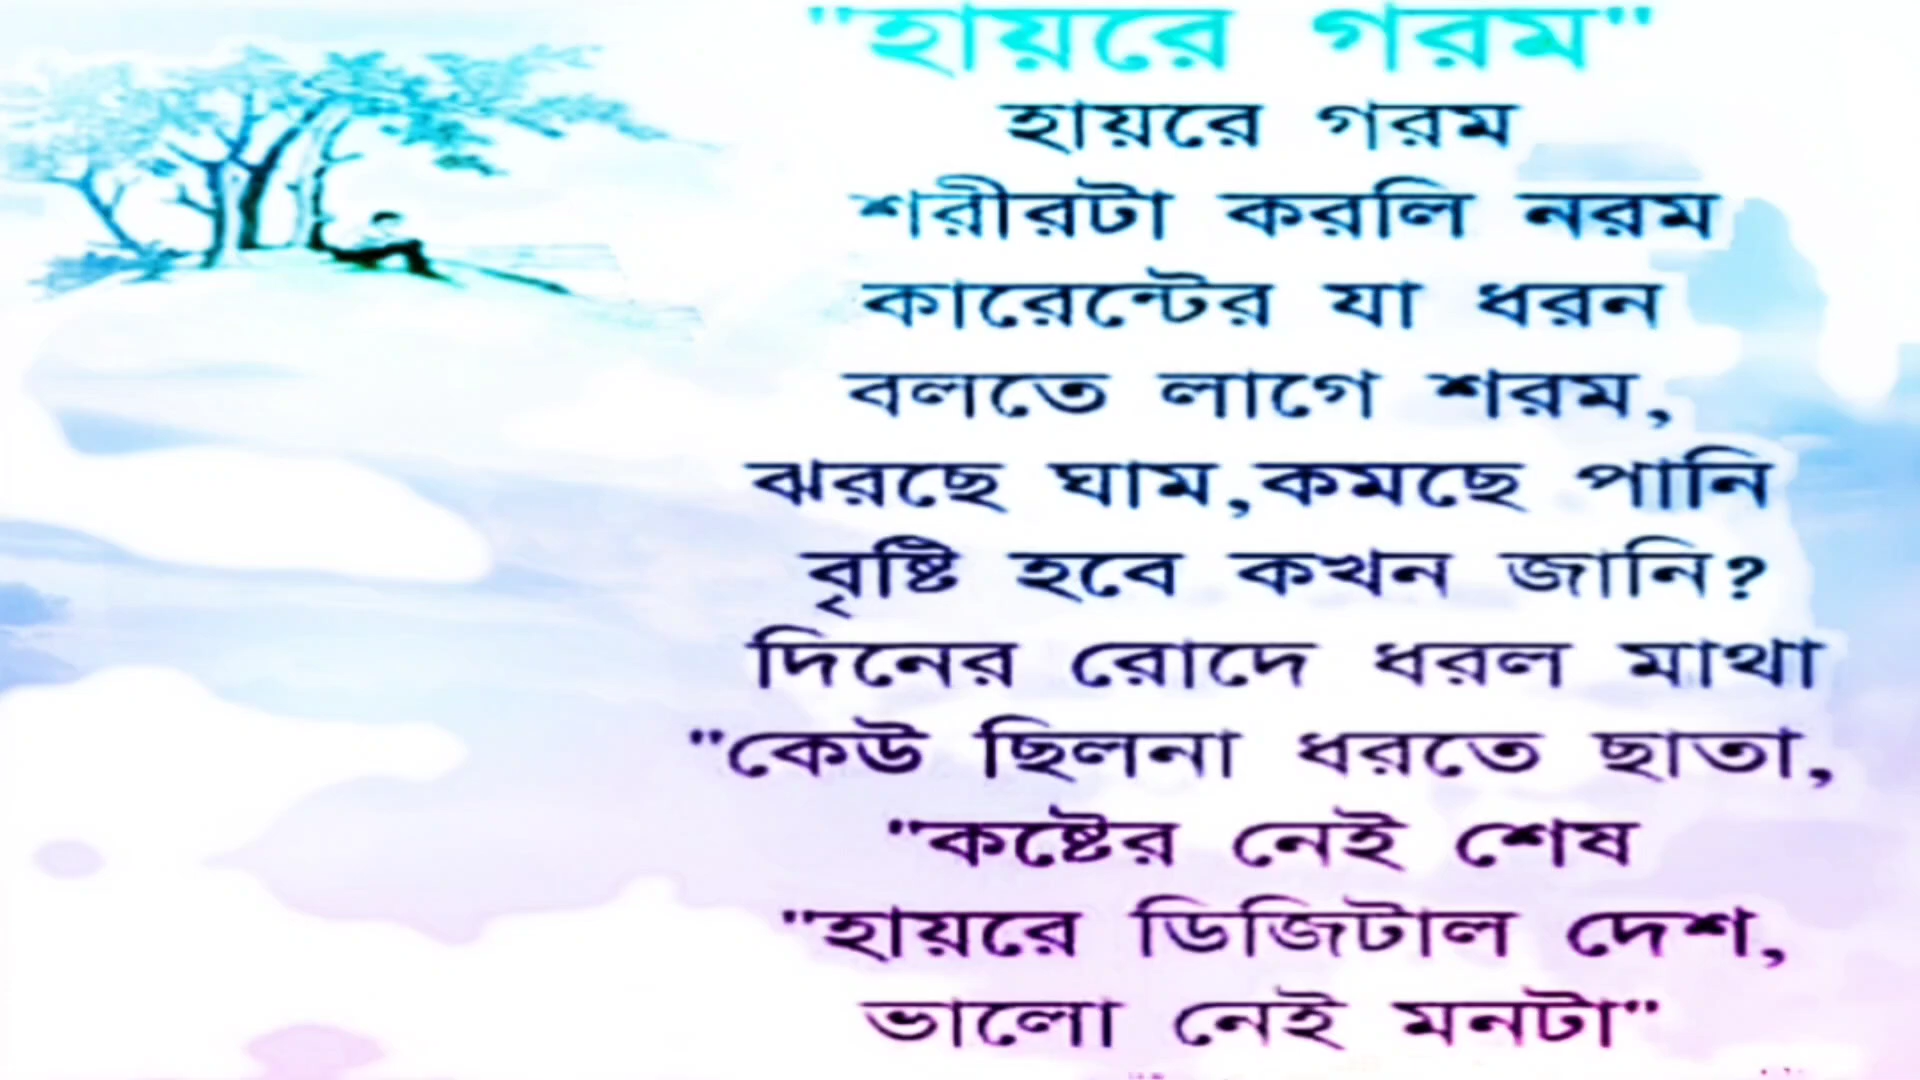 "হায়রে গরম"
হায়রে গরম
শরীরটা করলি নরম
কারেন্টের যা ধরন
বলতে লাগে শরম,
ঝরছে ঘাম,কমছে পানি
বৃষ্টি হবে কখন জানি?
দিনের রোদে ধরল মাথা
"কেউ ছিলনা ধরতে ছাতা,
"কষ্টের নেই শেষ
"হায়রে ডিজিটাল দেশ,
ভালো নেই মনটা"